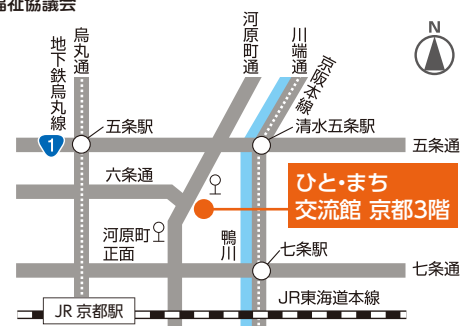 福祉協議会
烏丸通
地下鉄烏丸線
河原町通
川端通
京阪本線
N
1
五条駅
清水五条駅
五条通
六条通
ひと・まち
交流館 京都3階
河原町
正面
鴨川
七条駅
七条通
JR東海道本線
JR 京都駅